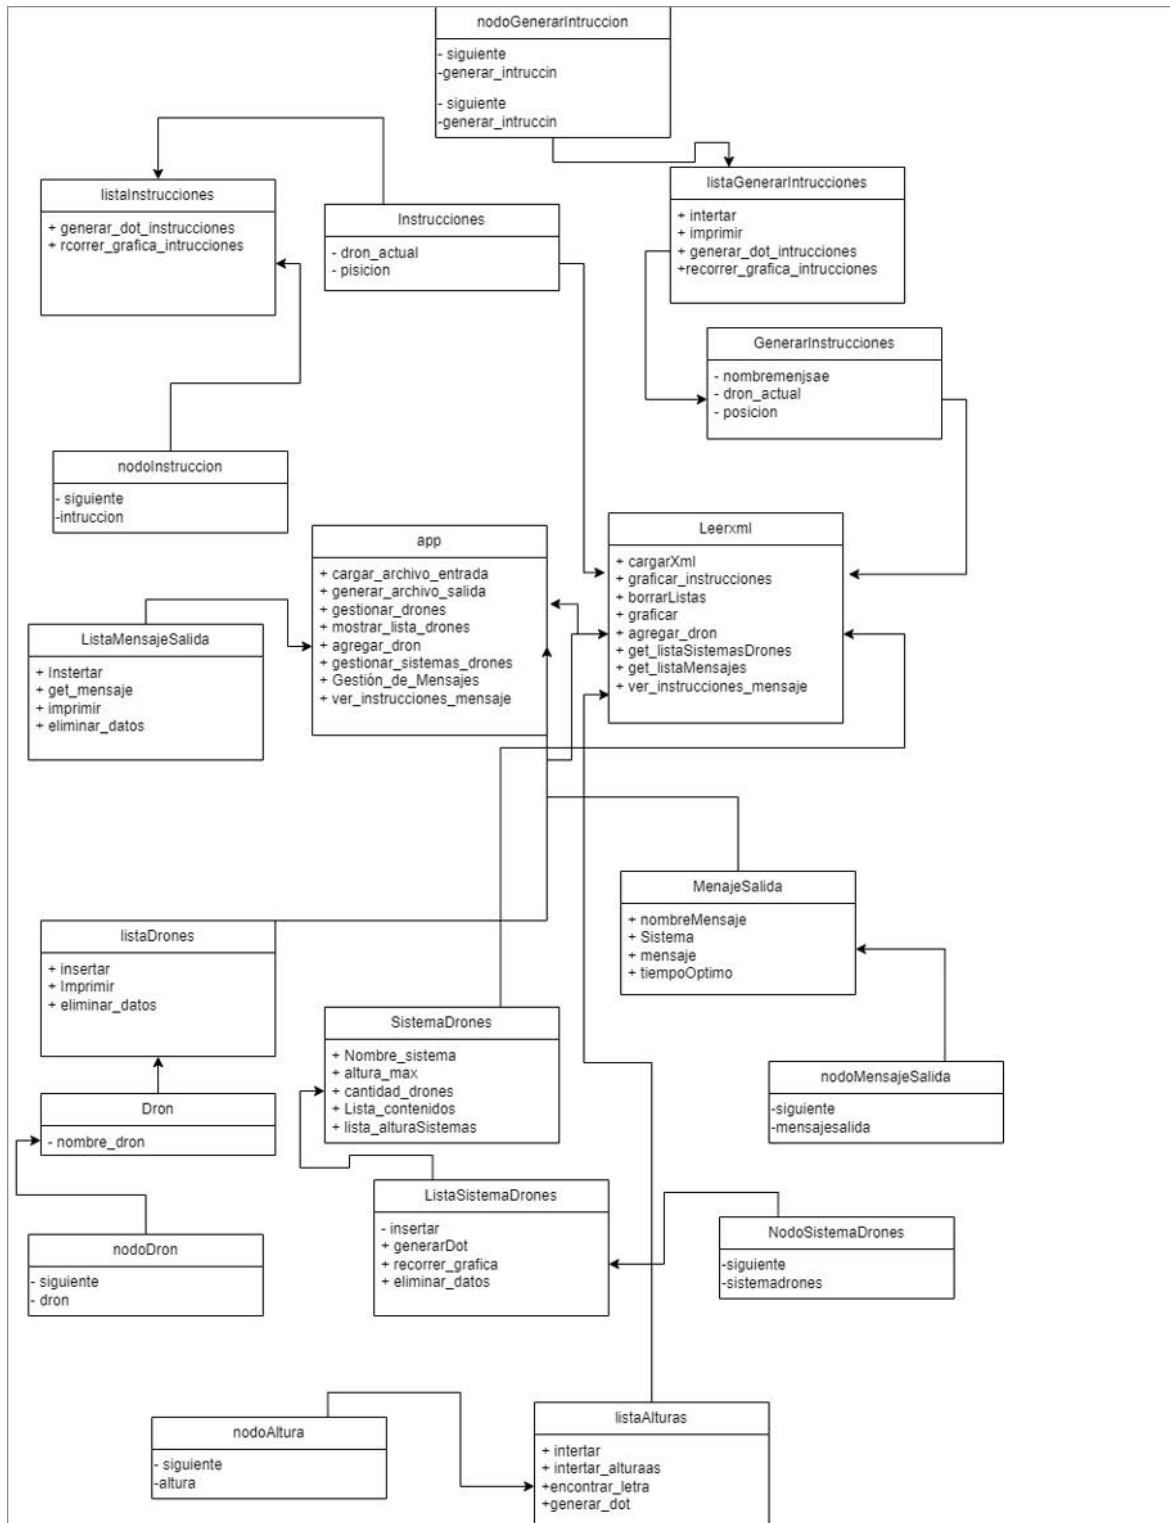 nodoGenerarIntruccion
- siguiente
-generar_intruccin
- siguiente
-generar_intruccin
listaInstrucciones
+ generar_dot_instrucciones
+ rcorrer_grafica_intrucciones
Instrucciones
- dron_actual
- pisicion
listaGenerarIntrucciones
+ intertar
+ imprimir
+ generar_dot_intrucciones
+recorrer_grafica_intrucciones
GenerarInstrucciones
- nombremenjsae
- dron_actual
- posicion
nodoInstruccion
- siguiente
-intruccion
app
+ cargar_archivo_entrada
+ generar_archivo_salida
+ gestionar_drones
+ mostrar_lista_drones
+ agregar_dron
+ gestionar_sistemas_drones
+ Gestión_de_Mensajes
+ ver_instrucciones_mensaje
Leerxml
+ cargarXml
+ graficar_instrucciones
+ borrarListas
+ graficar
+ agregar_dron
+ get_listaSistemasDrones
+ get_listaMensajes
+ ver_instrucciones_mensaje
ListaMensajeSalida
+ Instertar
+ get_mensaje
+ imprimir
+ eliminar_datos
MenajeSalida
+ nombreMensaje
+ Sistema
+ mensaje
+ tiempoOptimo
listaDrones
+ insertar
+ Imprimir
+ eliminar_datos
SistemaDrones
+ Nombre_sistema
+ altura_max
+ cantidad_drones
+ Lista_contenidos
+ lista_alturaSistemas
nodoMensajeSalida
-siguiente
-mensajesalida
Dron
- nombre_dron
ListaSistemaDrones
- insertar
+ generarDot
+ recorrer_grafica
+ eliminar_datos
NodoSistemaDrones
-siguiente
-sistemadrones
nodoDron
- siguiente
- dron
nodoAltura
- siguiente
-altura
listaAlturas
+ intertar
+ intertar_alturaas
+encontrar_letra
+generar_dot